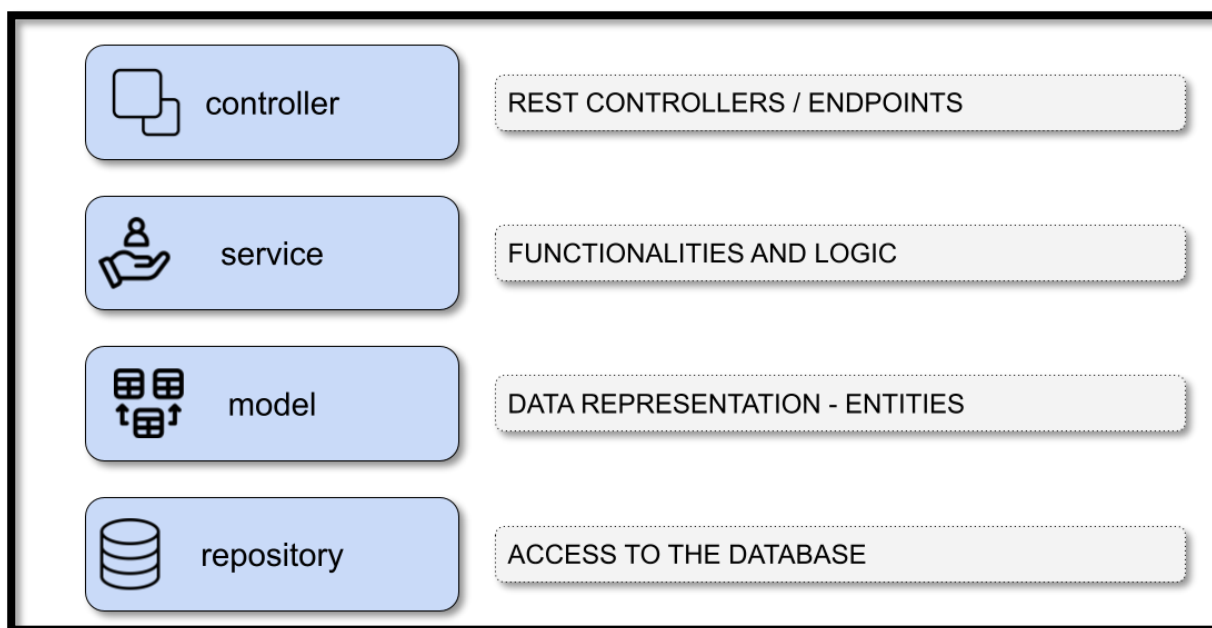 controller
REST CONTROLLERS / ENDPOINTS
service
FUNCTIONALITIES AND LOGIC
model
DATA REPRESENTATION - ENTITIES
repository
ACCESS TO THE DATABASE